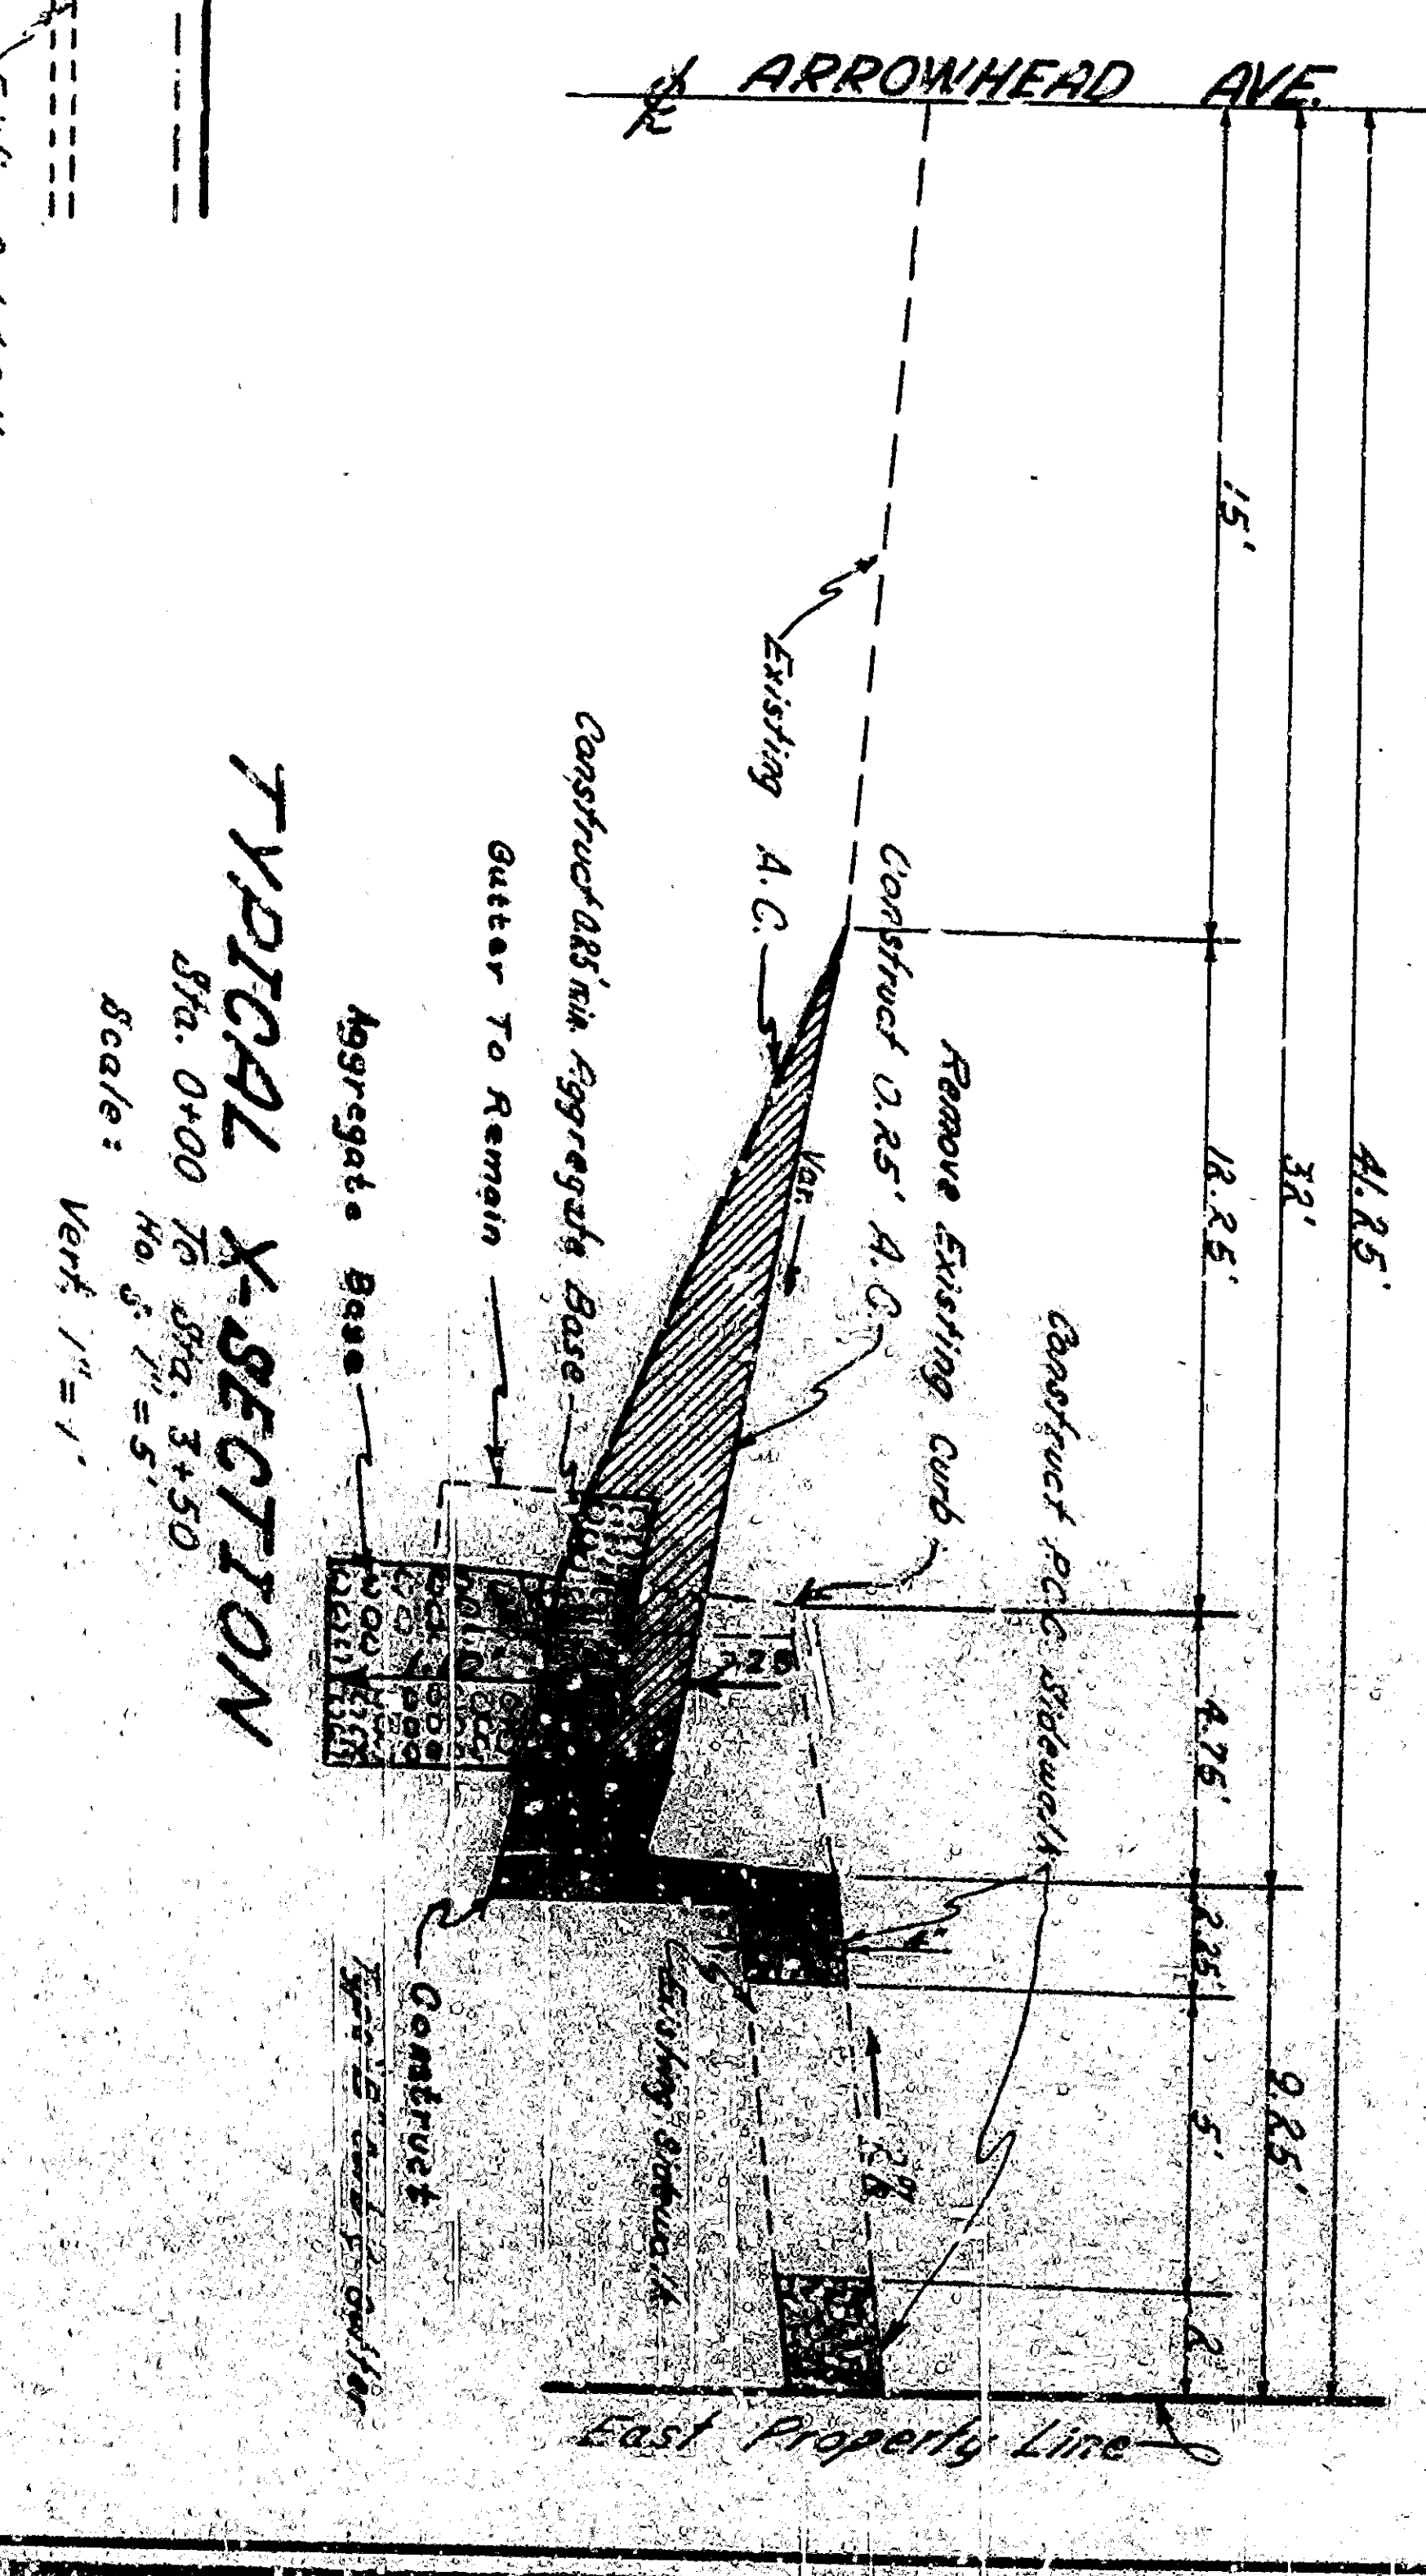 ℄ ARROWHEAD AVE.
41.25'
32'
9.25'
15'
12.25'
4.75'
2.25'
5'
2'
Construct P.C.C. Sidewalk
Remove Existing Curb
Construct 0.25' A.C.
Var.
Existing A.C.
Construct 0.85' min. Aggregate Base
Gutter To Remain
Aggregate Base
4"
2%
Existing Sidewalk
Construct
East Property Line
TYPICAL X-SECTION
Sta. 0+00 To Sta. 3+50
Scale:
1"=5'
Vert. 1"=1'